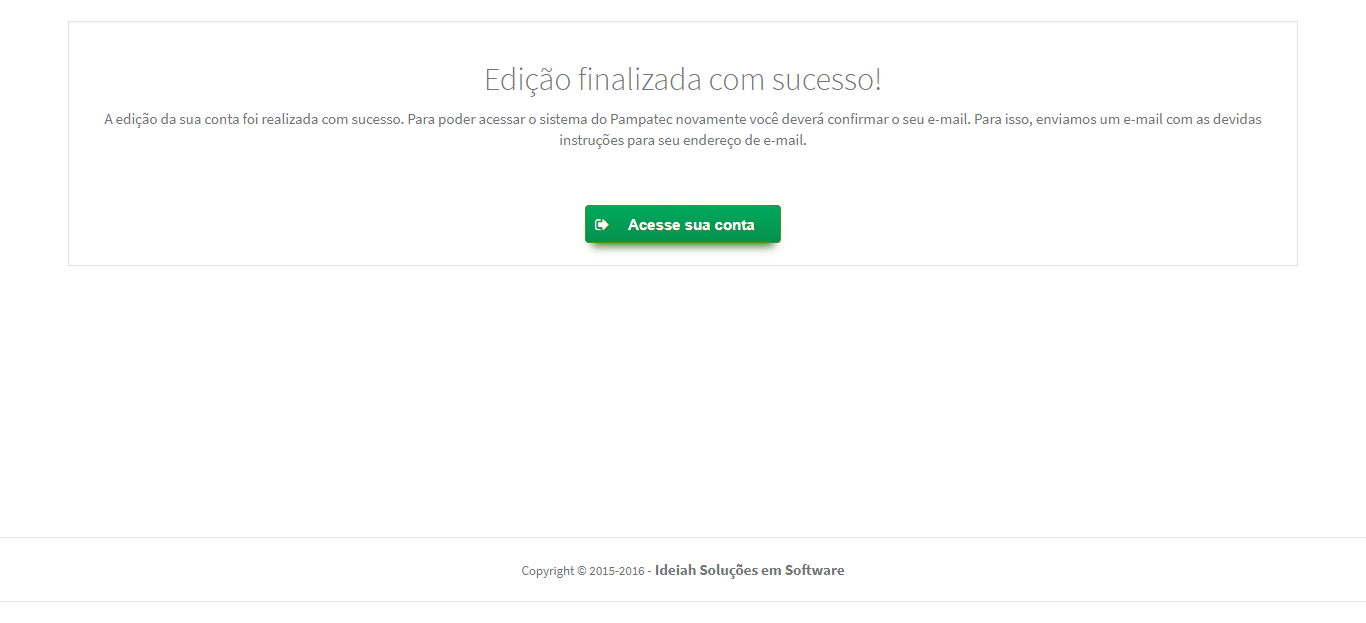 Edição finalizada com sucesso!
A edição da sua conta foi realizada com sucesso. Para poder acessar o sistema do Pampatec novamente você deverá confirmar o seu e-mail. Para isso, enviamos um e-mail com as devidas
instruções para seu endereço de e-mail.
Acesse sua conta
Copyright © 2015-2016 - Ideiah Soluções em Software